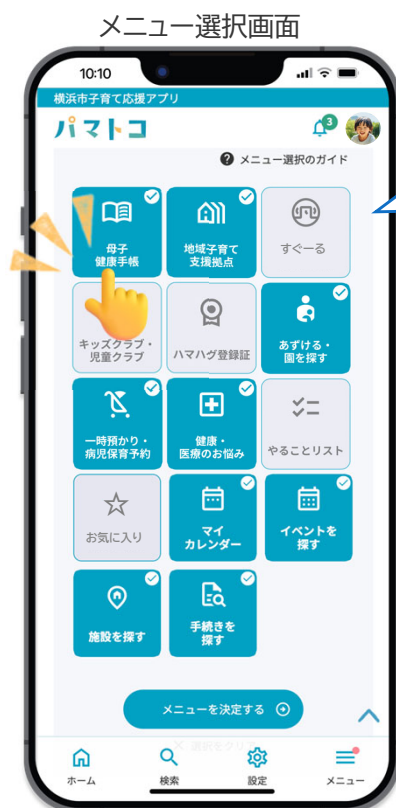 メニュー選択画面
10:10
横浜市子育て応援アプリ
パマトコ
3
? メニュー選択のガイド
母子
健康手帳
地域子育て
支援拠点
すぐーる
キッズクラブ・
児童クラブ
ハマハグ登録証
あずける・
園を探す
一時預かり・
病児保育予約
健康・
医療のお悩み
やることリスト
お気に入り
マイ
カレンダー
イベントを
探す
施設を探す
手続きを
探す
メニューを決定する
× 選択をクリア
ホーム
検索
設定
メニュー